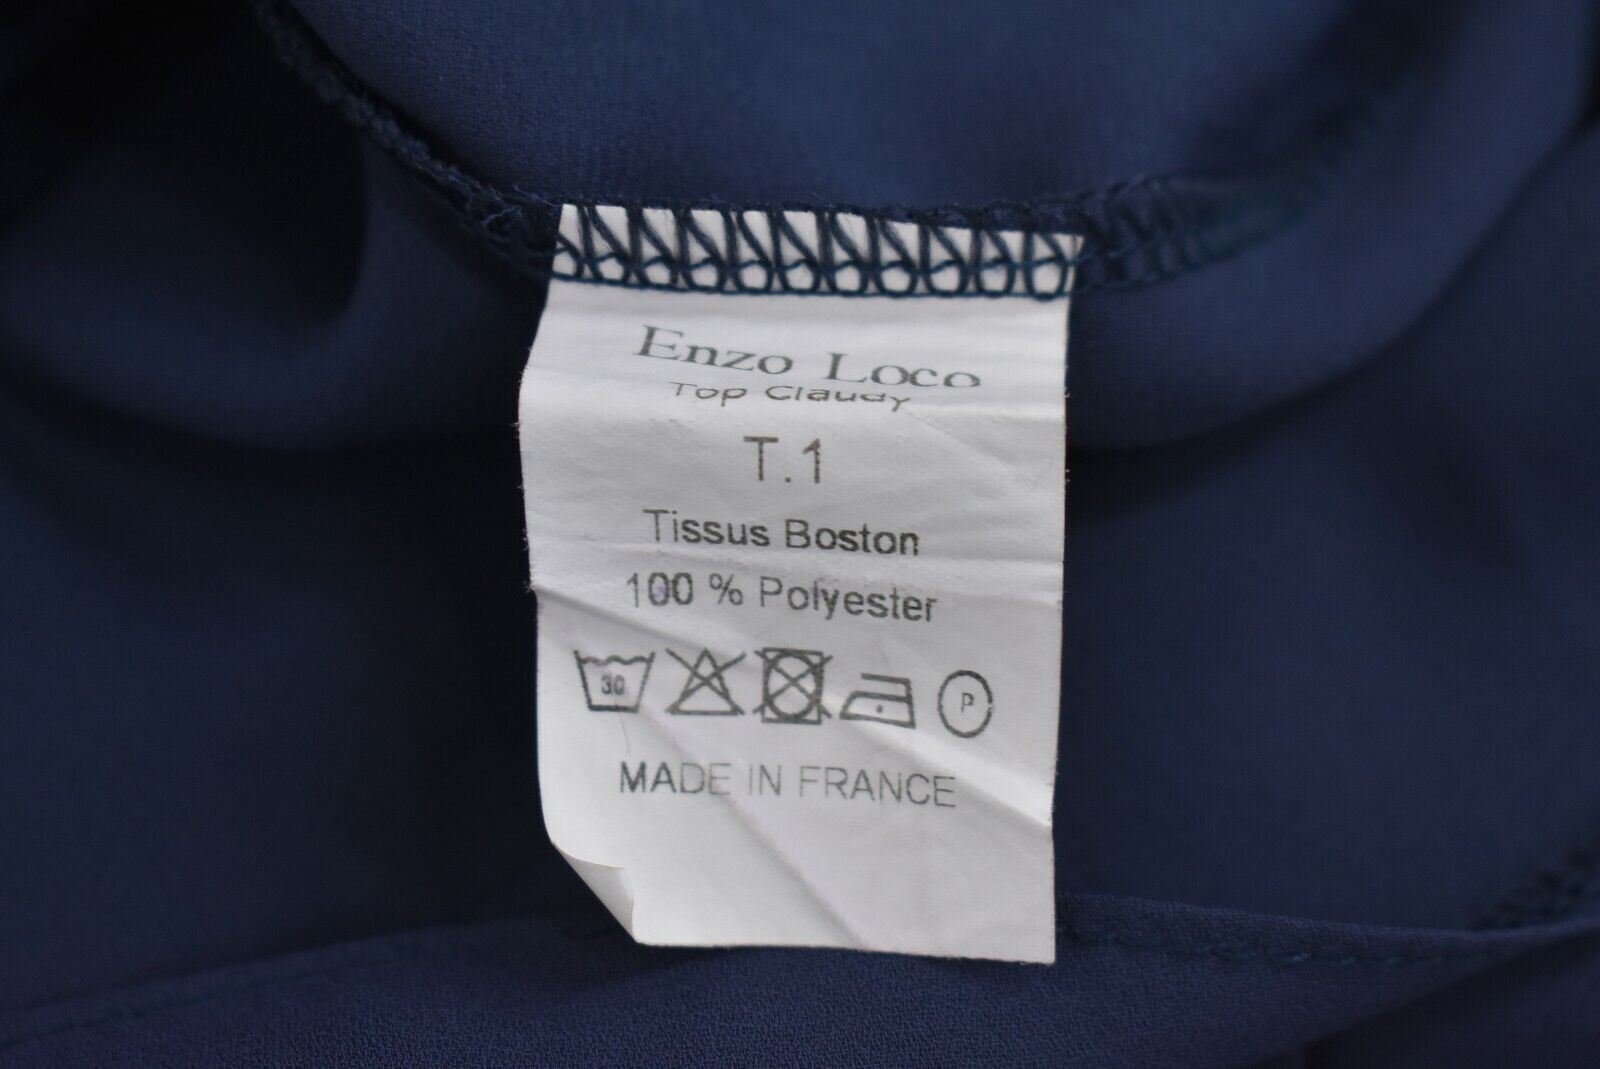 Enzo Loco
Top Claudy
T.1
Tissus Boston
100 % Polyester
30 P
MADE IN FRANCE